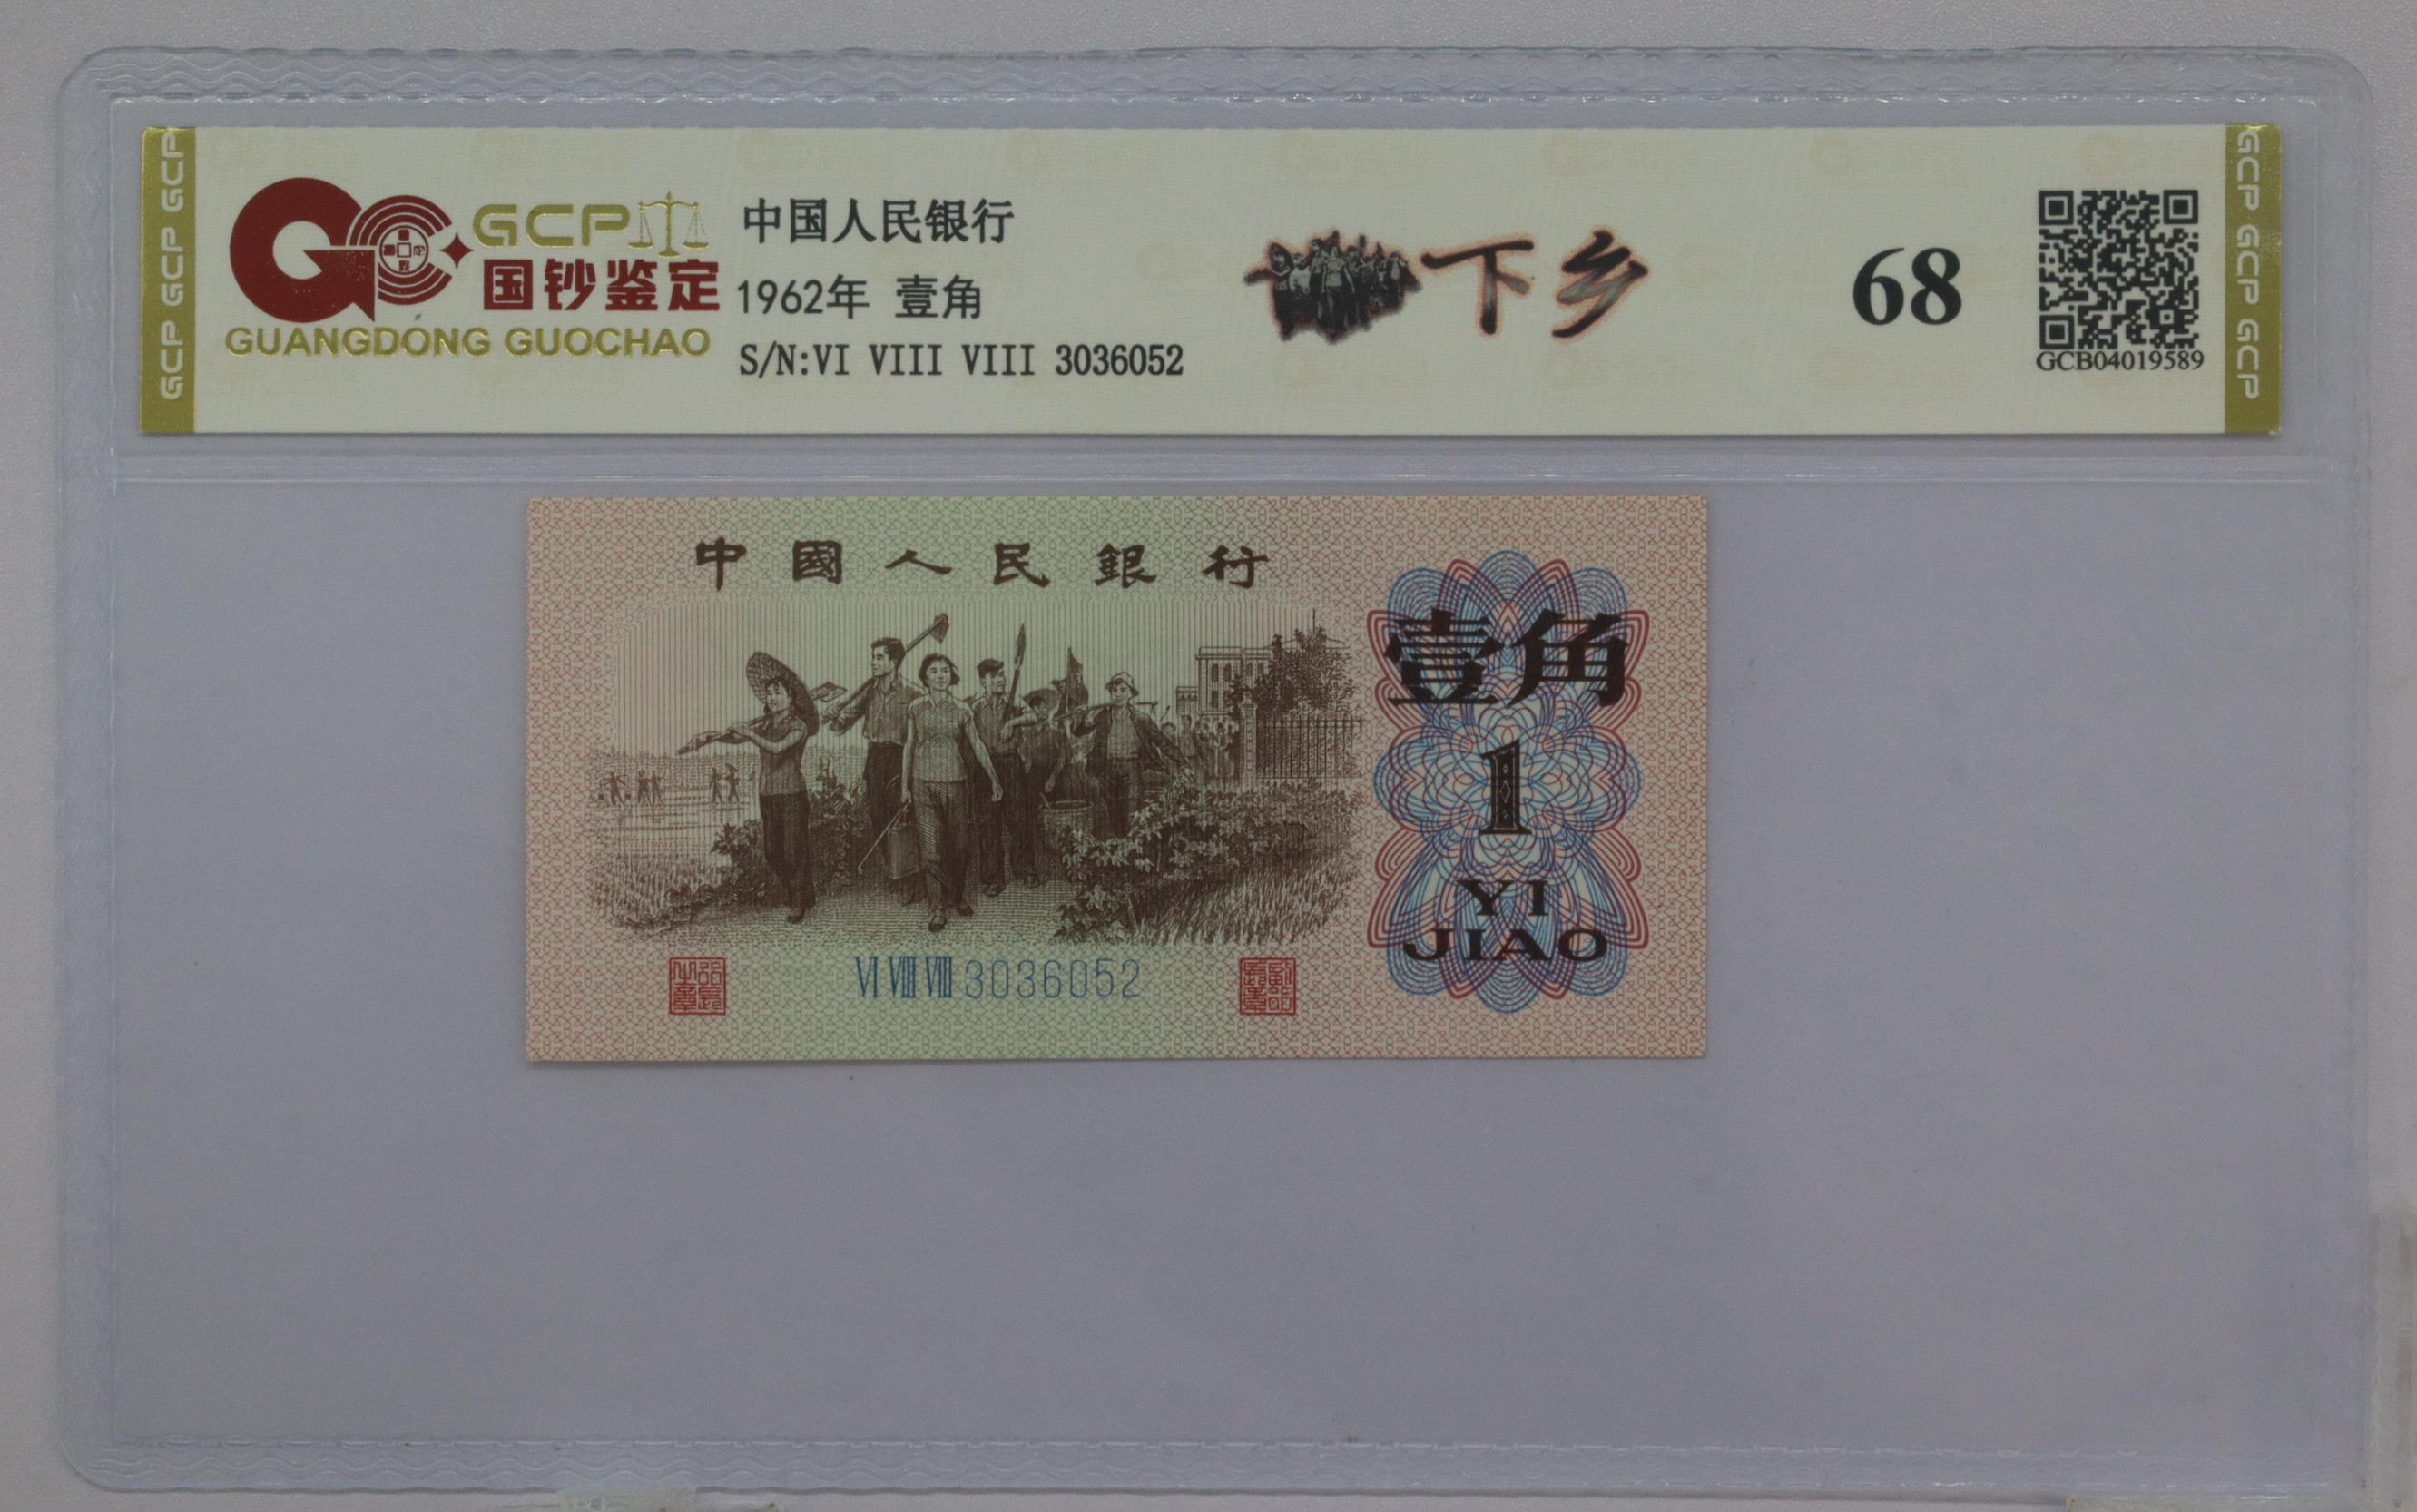 GCP GCP GCP
GCP
国钞鉴定
GUANGDONG GUOCHAO
中国人民银行
1962年 壹角
S/N:VI VIII VIII 3036052
下乡
68
GCB04019589
GCP GCP GCP
中國人民銀行
壹角
1
YI
JIAO
VI VIII VIII 3036052